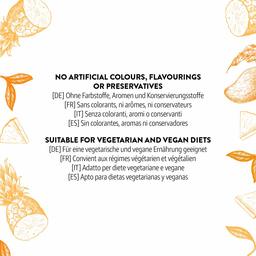 NO ARTIFICIAL COLOURS, FLAVOURINGS
OR PRESERVATIVES
[DE] Ohne Farbstoffe, Aromen und Konservierungsstoffe
[FR] Sans colorants, ni arômes, ni conservateurs
[IT] Senza coloranti, aromi o conservanti
[ES] Sin colorantes, aromas ni conservadores
SUITABLE FOR VEGETARIAN AND VEGAN DIETS
[DE] Für eine vegetarische und vegane Ernährung geeignet
[FR] Convient aux régimes végétarien et végétalien
[IT] Adatto per diete vegetariane e vegane
[ES] Apto para dietas vegetarianas y veganas